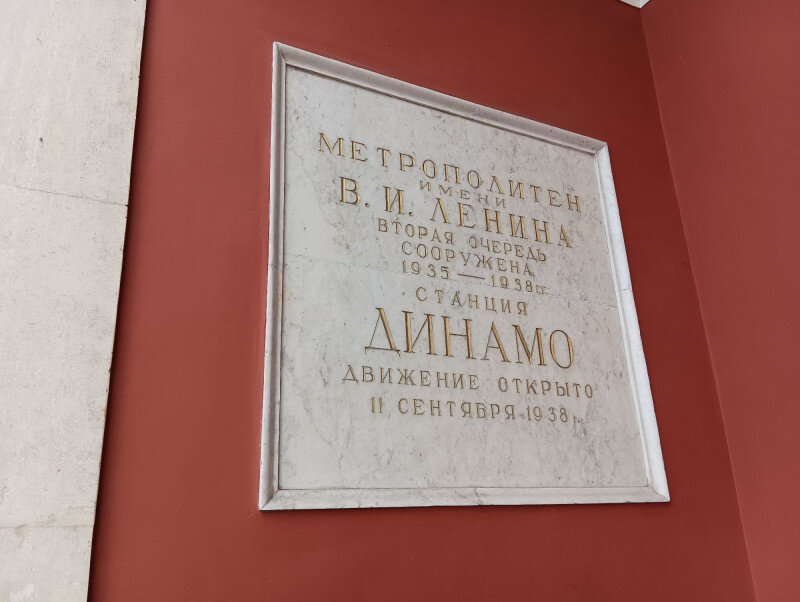 МЕТРОПОЛИТЕН
ИМЕНИ
В. И. ЛЕНИНА
ВТОРАЯ ОЧЕРЕДЬ
СООРУЖЕНА
1935 — 1938 гг.
СТАНЦИЯ
ДИНАМО
ДВИЖЕНИЕ ОТКРЫТО
11 СЕНТЯБРЯ 1938 г.